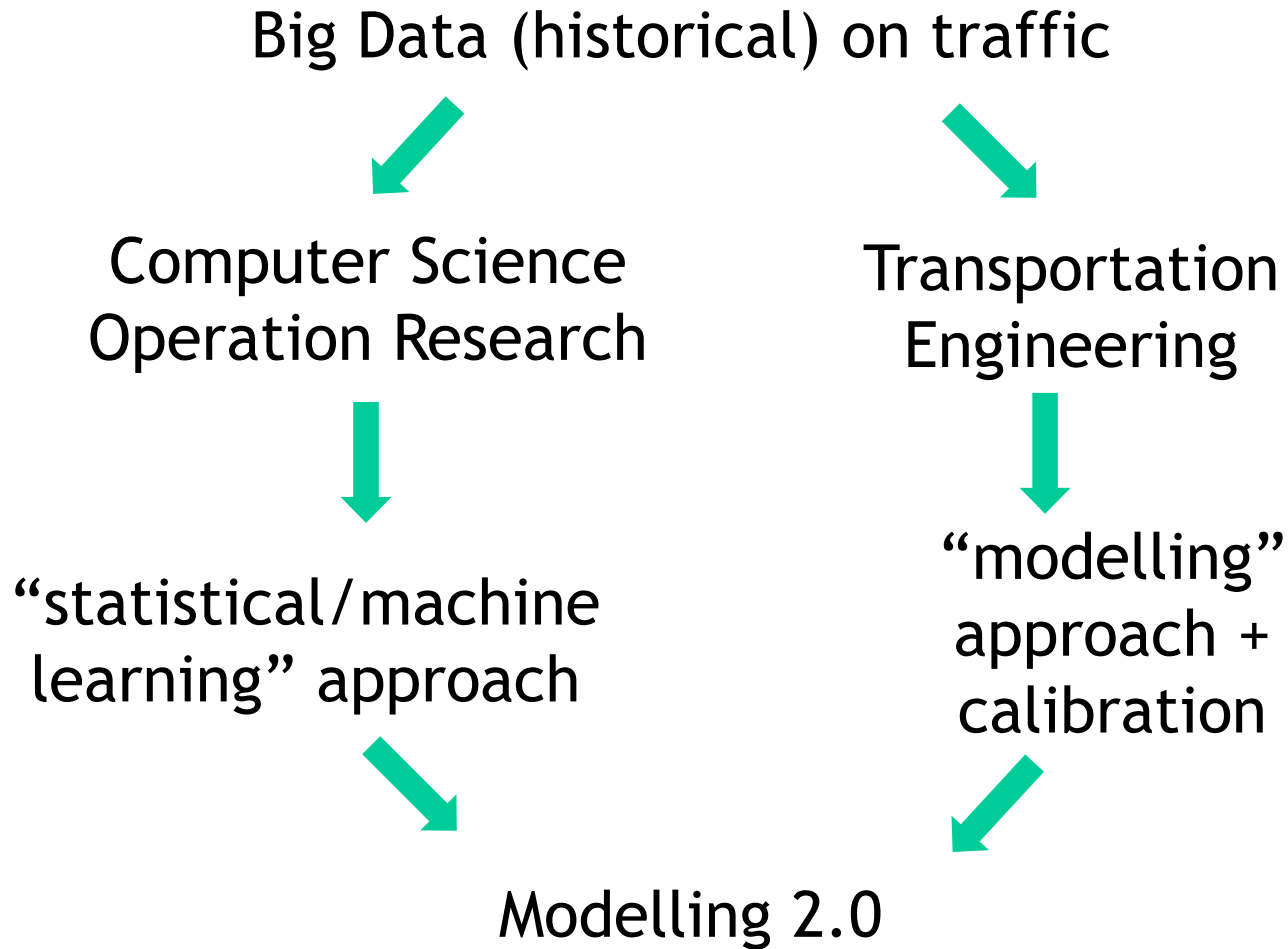 Big Data (historical) on traffic
Computer Science
Operation Research
Transportation
Engineering
“statistical/machine
learning” approach
“modelling”
approach +
calibration
Modelling 2.0